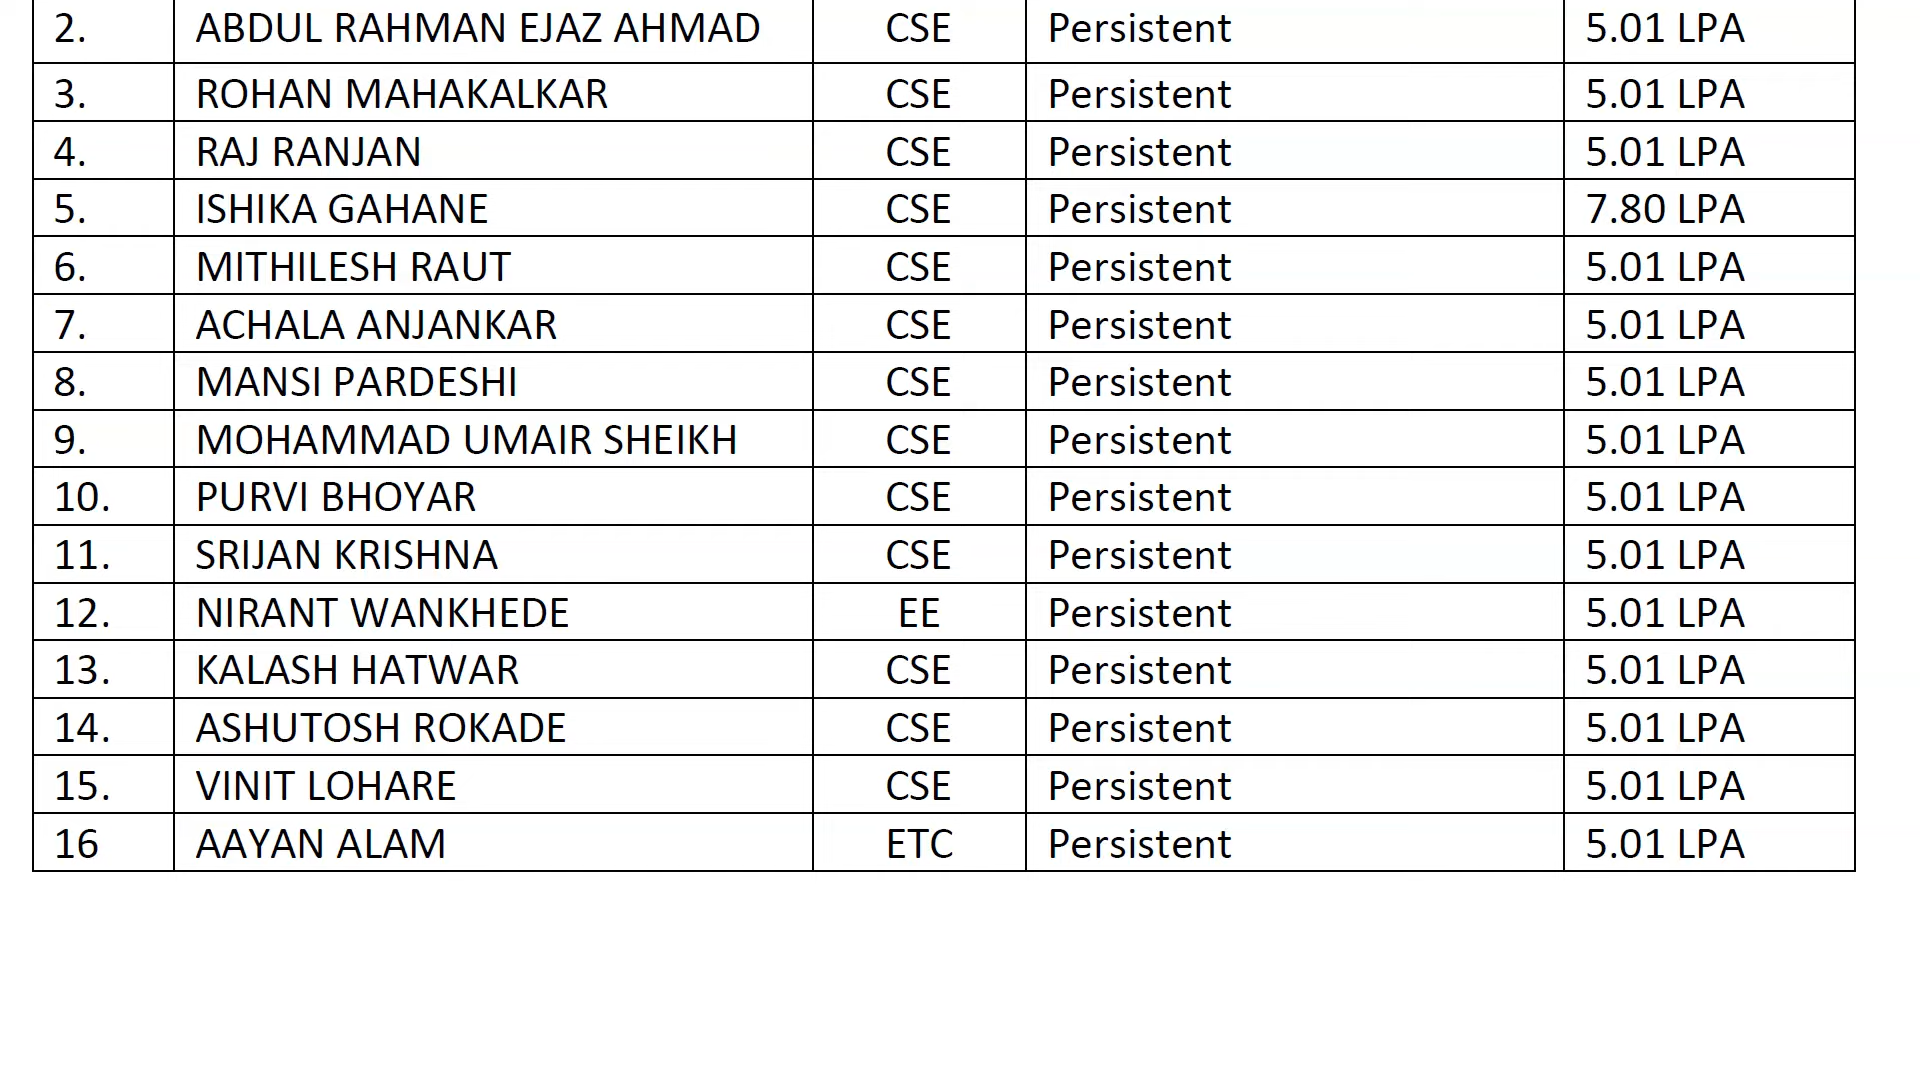 2. ABDUL RAHMAN EJAZ AHMAD CSE Persistent 5.01 LPA
3. ROHAN MAHAKALKAR CSE Persistent 5.01 LPA
4. RAJ RANJAN CSE Persistent 5.01 LPA
5. ISHIKA GAHANE CSE Persistent 7.80 LPA
6. MITHILESH RAUT CSE Persistent 5.01 LPA
7. ACHALA ANJANKAR CSE Persistent 5.01 LPA
8. MANSI PARDESHI CSE Persistent 5.01 LPA
9. MOHAMMAD UMAIR SHEIKH CSE Persistent 5.01 LPA
10. PURVI BHOYAR CSE Persistent 5.01 LPA
11. SRIJAN KRISHNA CSE Persistent 5.01 LPA
12. NIRANT WANKHEDE EE Persistent 5.01 LPA
13. KALASH HATWAR CSE Persistent 5.01 LPA
14. ASHUTOSH ROKADE CSE Persistent 5.01 LPA
15. VINIT LOHARE CSE Persistent 5.01 LPA
16 AAYAN ALAM ETC Persistent 5.01 LPA